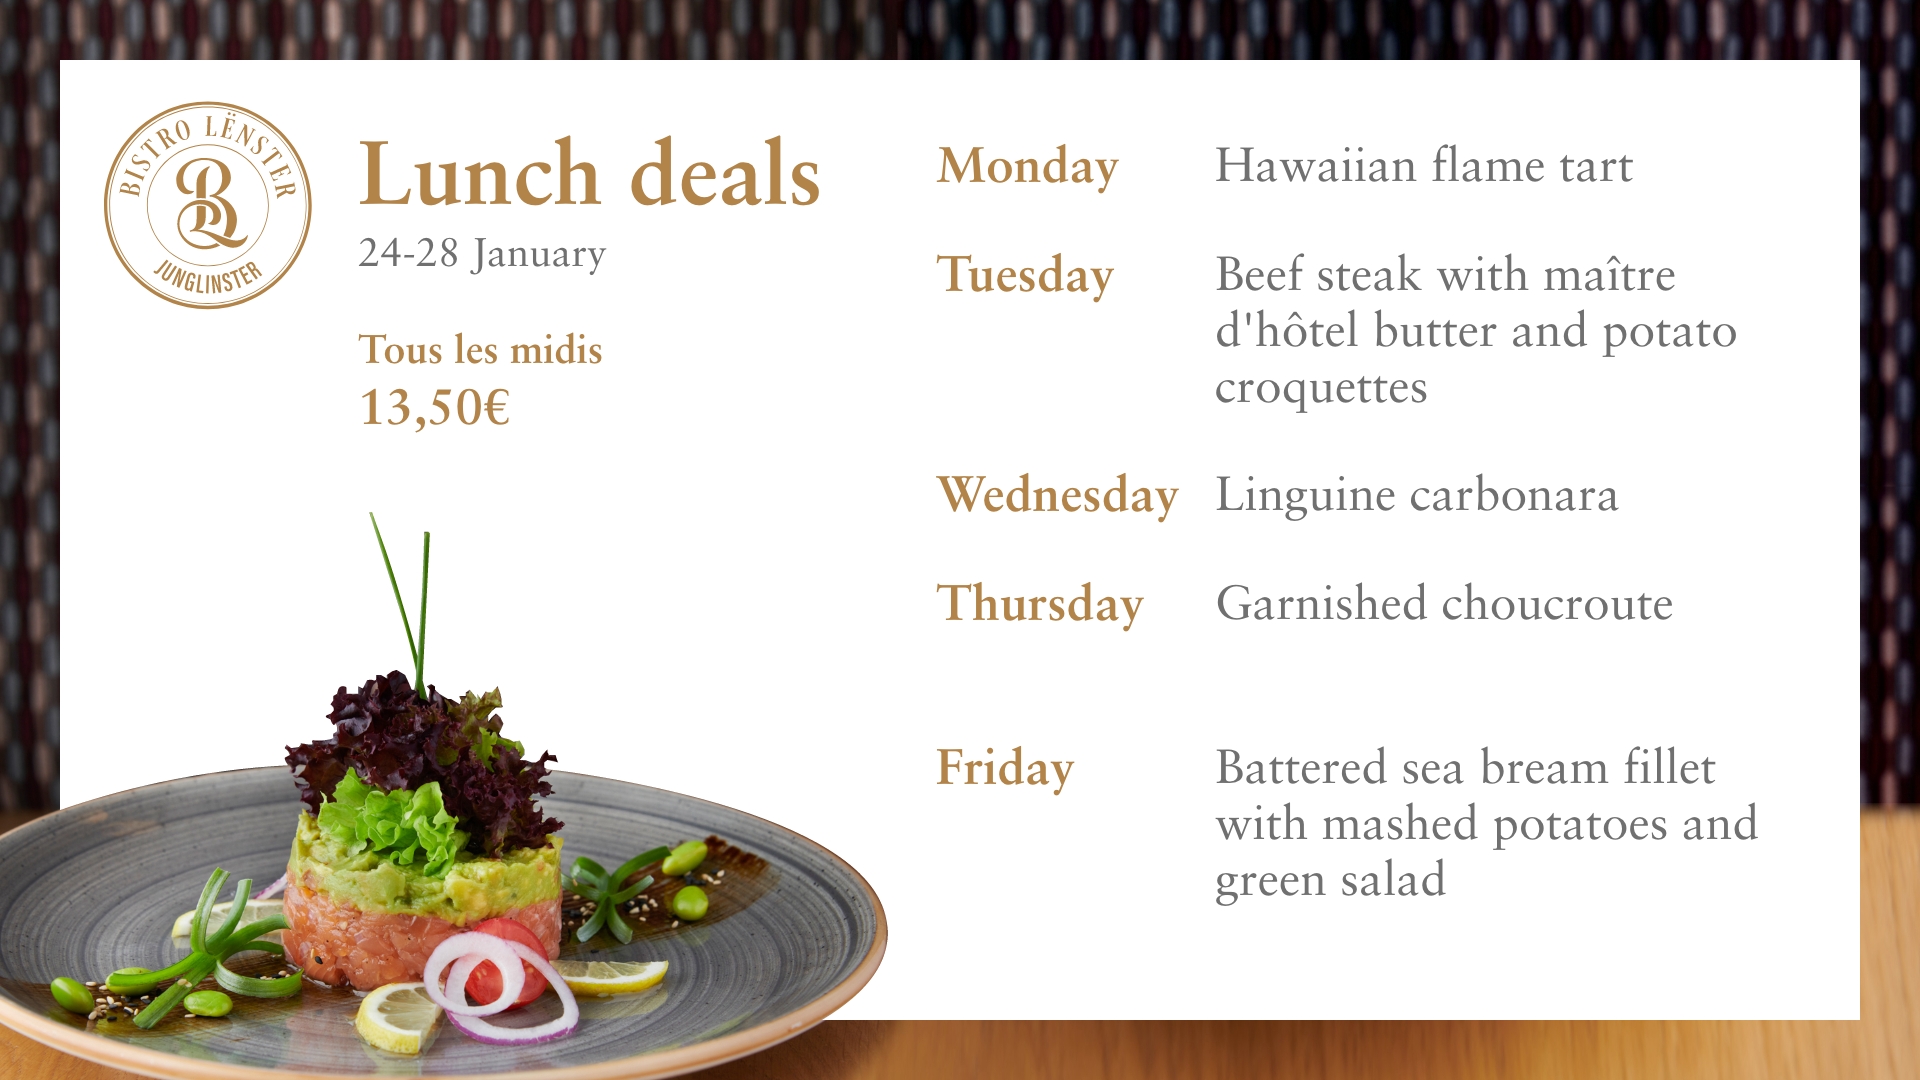 BISTRO LËNSTER
JUNGLINSTER
Lunch deals
24-28 January
Tous les midis
13,50€
Monday
Hawaiian flame tart
Tuesday
Beef steak with maître
d'hôtel butter and potato
croquettes
Wednesday
Linguine carbonara
Thursday
Garnished choucroute
Friday
Battered sea bream fillet
with mashed potatoes and
green salad